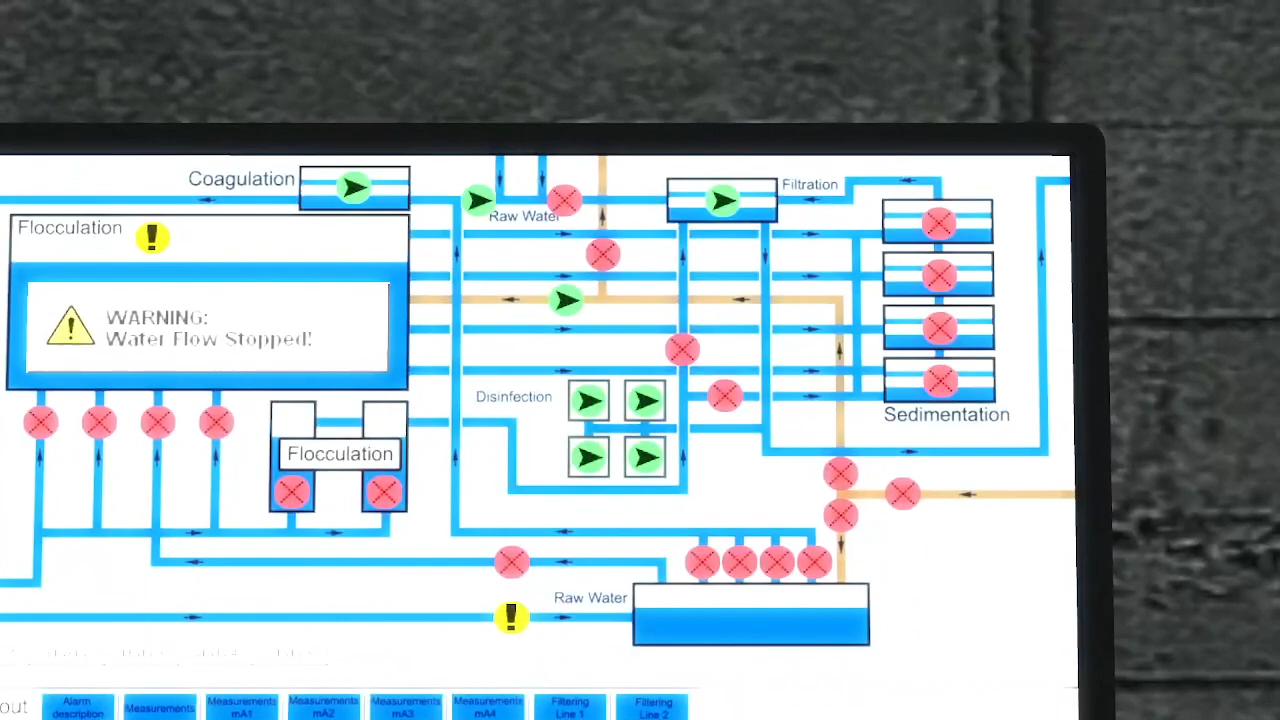 Coagulation
Filtration
Raw Water
Flocculation
!
! WARNING:
Water Flow Stopped!
Disinfection
Sedimentation
Flocculation
Raw Water
!
out
Alarm
description
Measurements
Measurements
mA1
Measurements
mA2
Measurements
mA3
Measurements
mA4
Filtering
Line 1
Filtering
Line 2